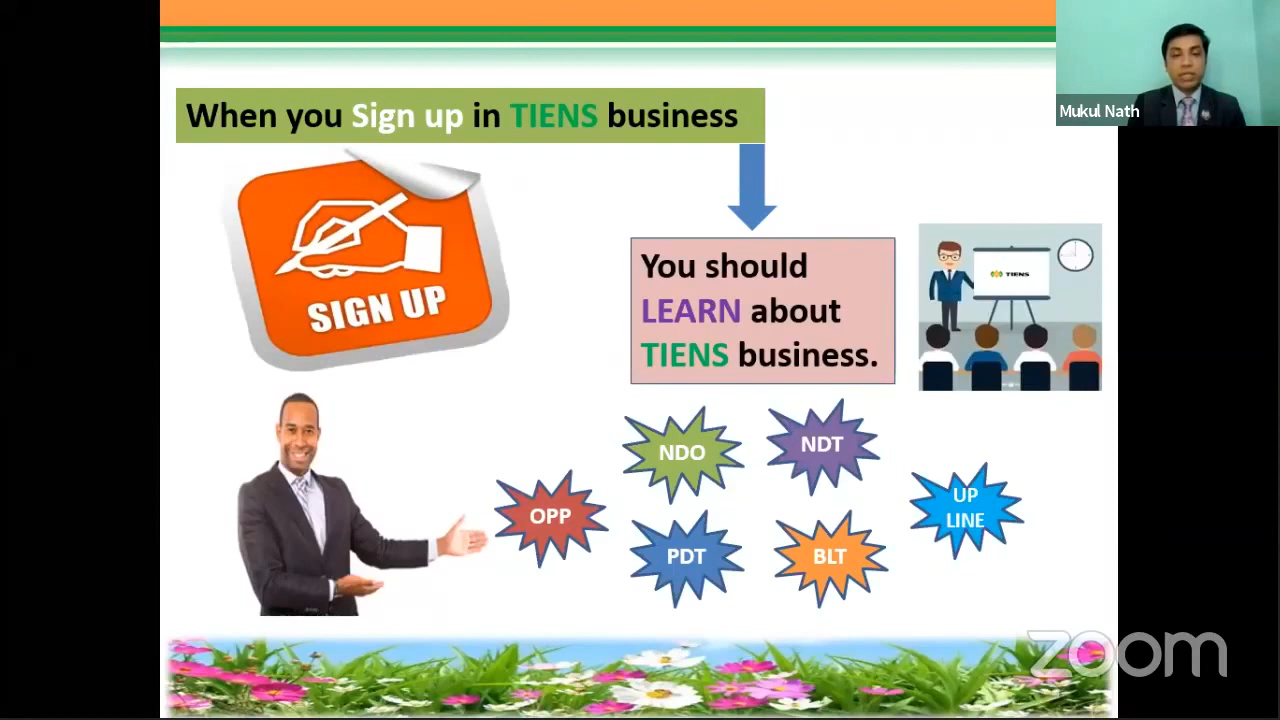 When you Sign up in TIENS business
Mukul Nath
SIGN UP
You should
LEARN about
TIENS business.
TIENS
NDO
NDT
OPP
UP
LINE
PDT
BLT
zoom